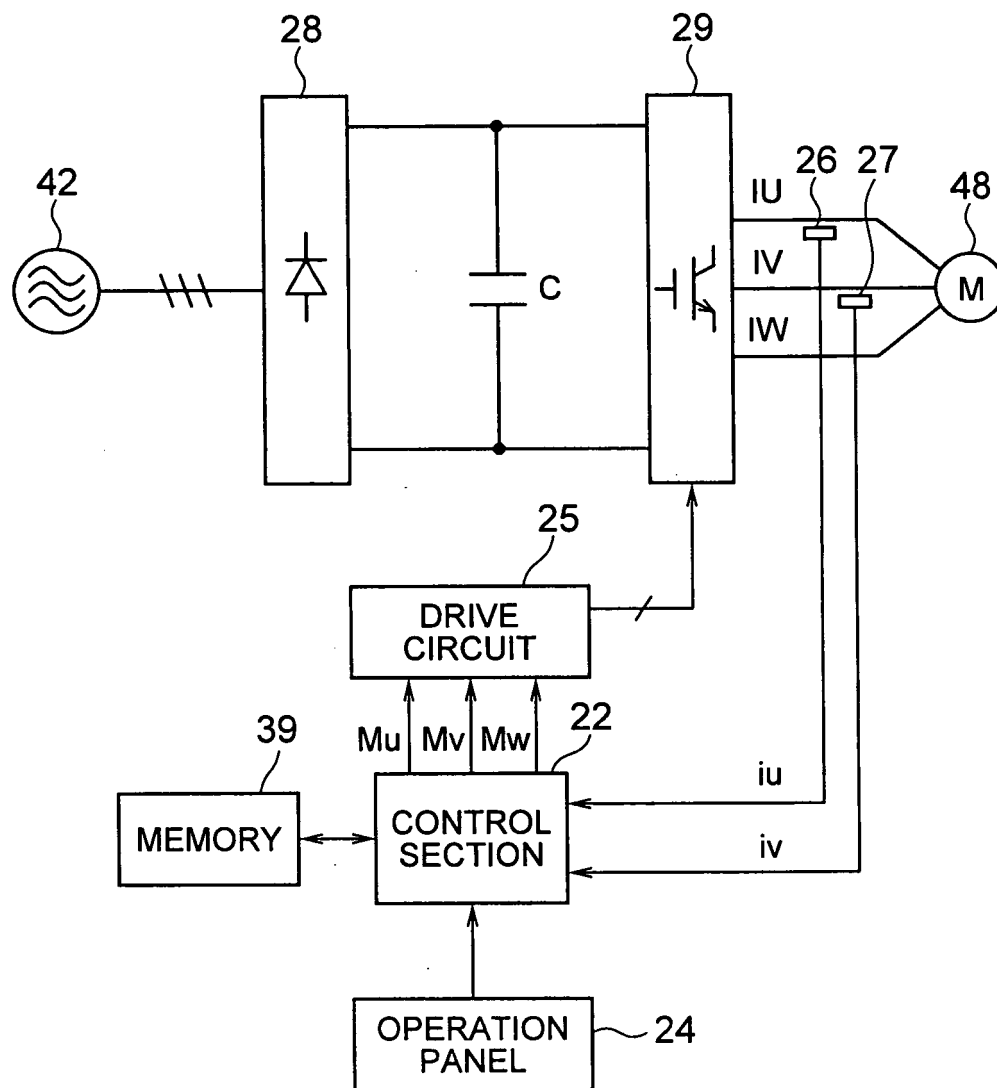 28
29
26
27
42
48
IU
IV
C
M
IW
25
DRIVE
CIRCUIT
Mu Mv Mw
22
39
iu
MEMORY
CONTROL
SECTION
iv
OPERATION
PANEL
24